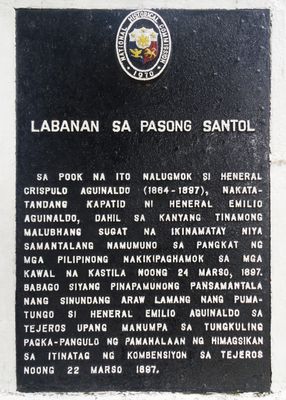 NATIONAL HISTORICAL COMMISSION
1970
LABANAN SA PASONG SANTOL
SA POOK NA ITO NALUGMOK SI HENERAL
CRISPULO AGUINALDO (1864-1897), NAKATA-
TANDANG KAPATID NI HENERAL EMILIO
AGUINALDO, DAHIL SA KANYANG TINAMONG
MALUBHANG SUGAT NA IKINAMATAY NIYA
SAMANTALANG NAMUMUNO SA PANGKAT NG
MGA PILIPINONG NAKIKIPAGHAMOK SA MGA
KAWAL NA KASTILA NOONG 24 MARSO, 1897.
BABAGO SIYANG PINAPAMUNONG PANSAMANTALA
NANG SINUNDANG ARAW LAMANG NANG PUMA-
TUNGO SI HENERAL EMILIO AGUINALDO SA
TEJEROS UPANG MANUMPA SA TUNGKULING
PAGKA-PANGULO NG PAMAHALAAN NG HIMAGSIKAN
SA ITINATAG NG KOMBENSIYON SA TEJEROS
NOONG 22 MARSO 1897.